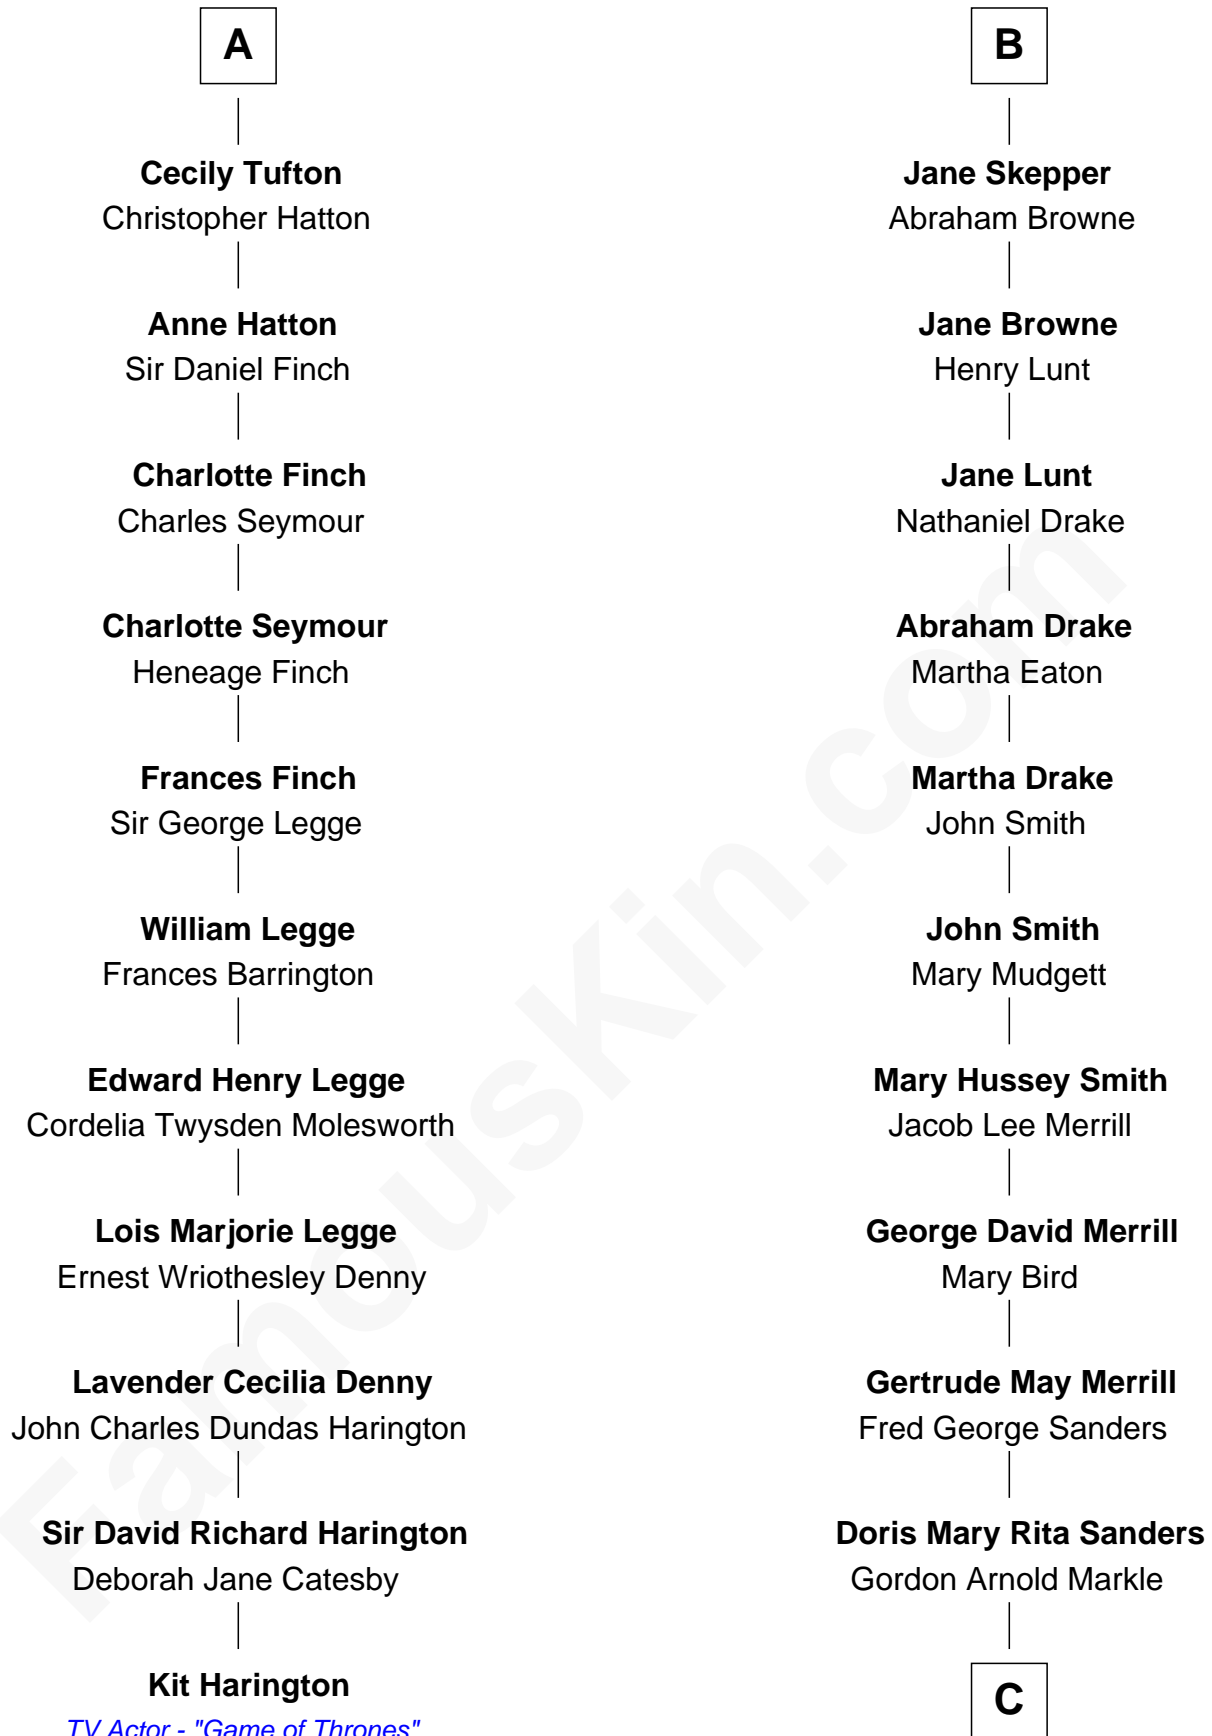 A
Cecily Tufton
Christopher Hatton
Anne Hatton
Sir Daniel Finch
Charlotte Finch
Charles Seymour
Charlotte Seymour
Heneage Finch
Frances Finch
Sir George Legge
William Legge
Frances Barrington
Edward Henry Legge
Cordelia Twysden Molesworth
Lois Marjorie Legge
Ernest Wriothesley Denny
Lavender Cecilia Denny
John Charles Dundas Harington
Sir David Richard Harington
Deborah Jane Catesby
Kit Harington
TV Actor - "Game of Thrones"
B
Jane Skepper
Abraham Browne
Jane Browne
Henry Lunt
Jane Lunt
Nathaniel Drake
Abraham Drake
Martha Eaton
Martha Drake
John Smith
John Smith
Mary Mudgett
Mary Hussey Smith
Jacob Lee Merrill
George David Merrill
Mary Bird
Gertrude May Merrill
Fred George Sanders
Doris Mary Rita Sanders
Gordon Arnold Markle
C
FamousKin.com